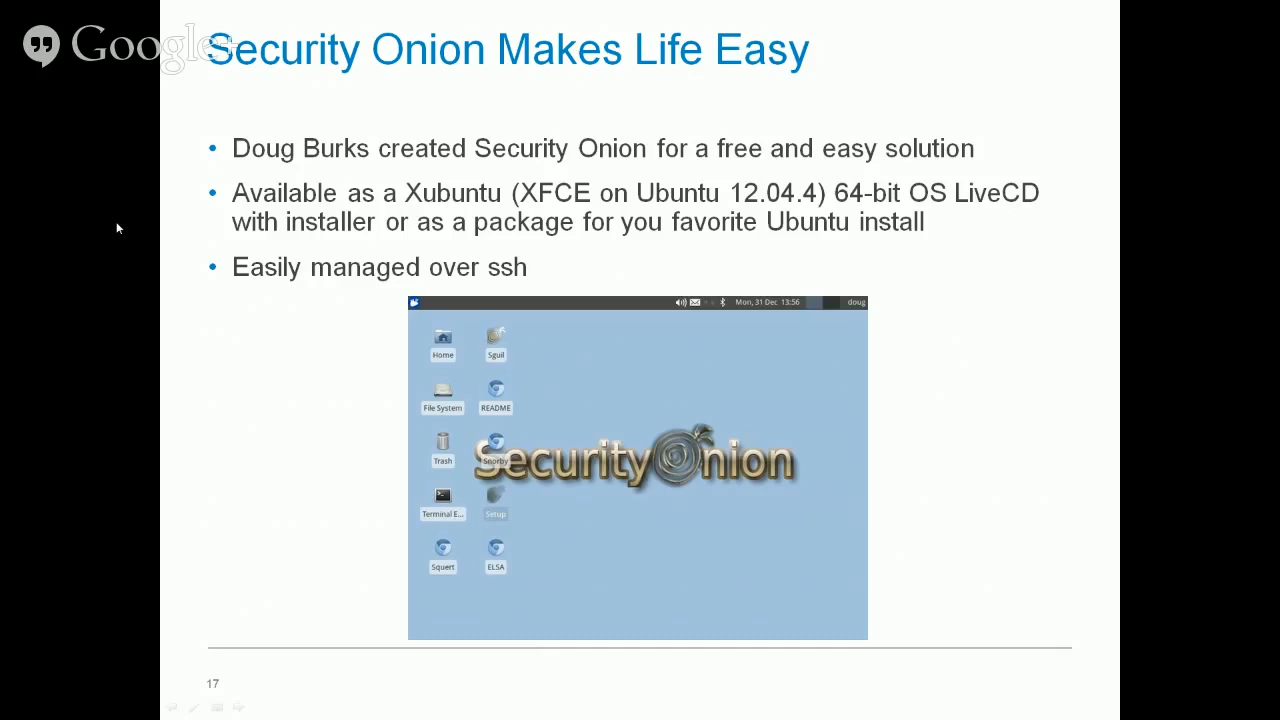 Google+
Security Onion Makes Life Easy
• Doug Burks created Security Onion for a free and easy solution
• Available as a Xubuntu (XFCE on Ubuntu 12.04.4) 64-bit OS LiveCD
with installer or as a package for you favorite Ubuntu install
• Easily managed over ssh
Mon, 31 Dec 13:56 doug
Home Sguil
File System README
Trash Snorby
Security Onion
Terminal E... Setup
Squert ELSA
17